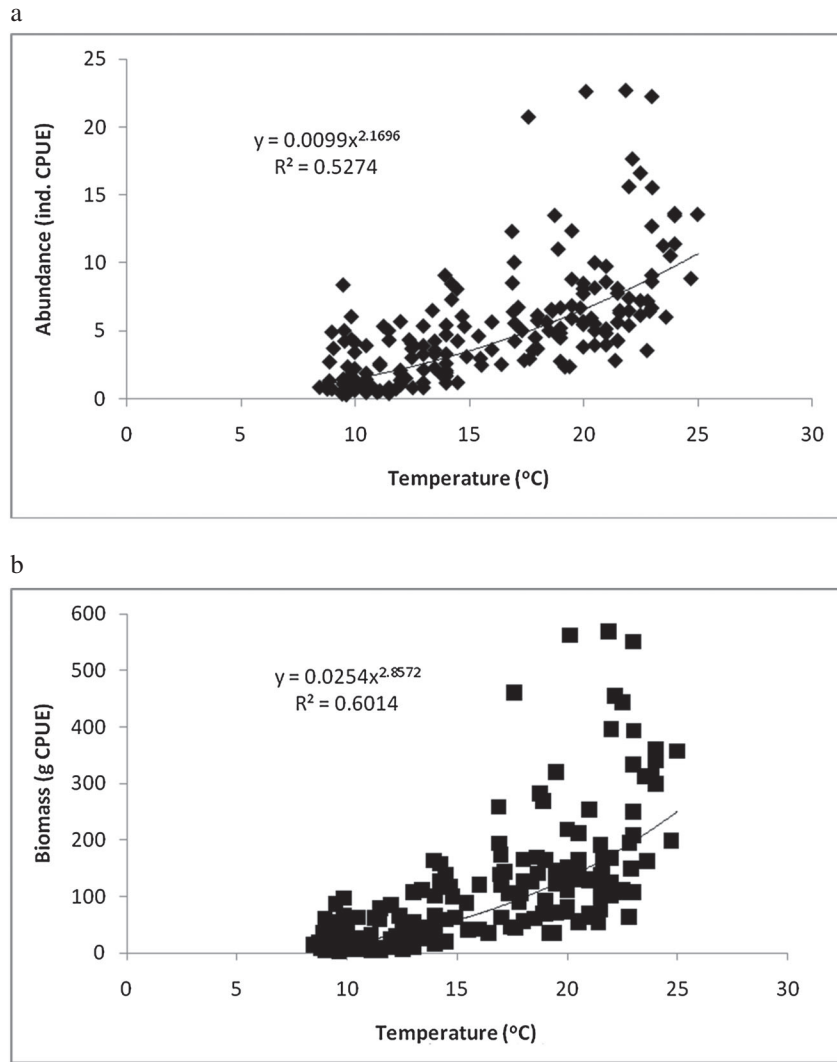 a
25
20
15
10
5
0
Abundance (ind. CPUE)
y = 0.0099x^2.1696
R² = 0.5274
0 5 10 15 20 25 30
Temperature (°C)
b
600
500
400
300
200
100
0
Biomass (g CPUE)
y = 0.0254x^2.8572
R² = 0.6014
0 5 10 15 20 25 30
Temperature (°C)